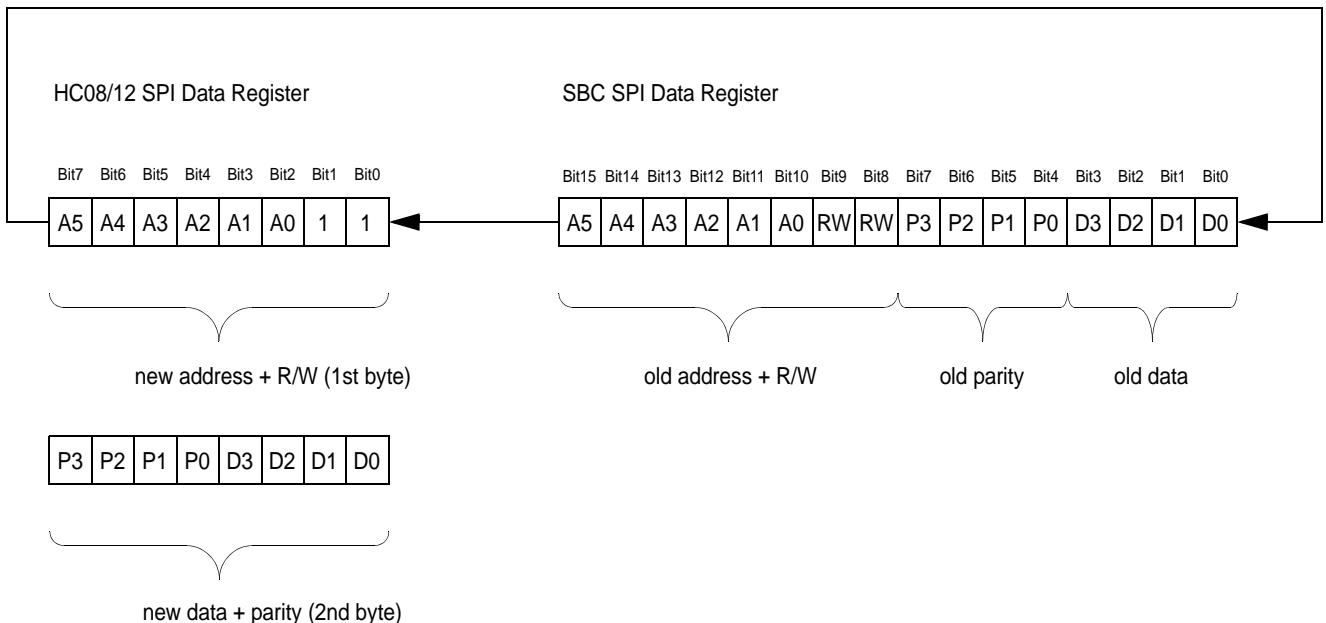 HC08/12 SPI Data Register SBC SPI Data Register
Bit7 Bit6 Bit5 Bit4 Bit3 Bit2 Bit1 Bit0 Bit15 Bit14 Bit13 Bit12 Bit11 Bit10 Bit9 Bit8 Bit7 Bit6 Bit5 Bit4 Bit3 Bit2 Bit1 Bit0
A5 A4 A3 A2 A1 A0 1 1 A5 A4 A3 A2 A1 A0 RW RW P3 P2 P1 P0 D3 D2 D1 D0
new address + R/W (1st byte) old address + R/W old parity old data
P3 P2 P1 P0 D3 D2 D1 D0
new data + parity (2nd byte)